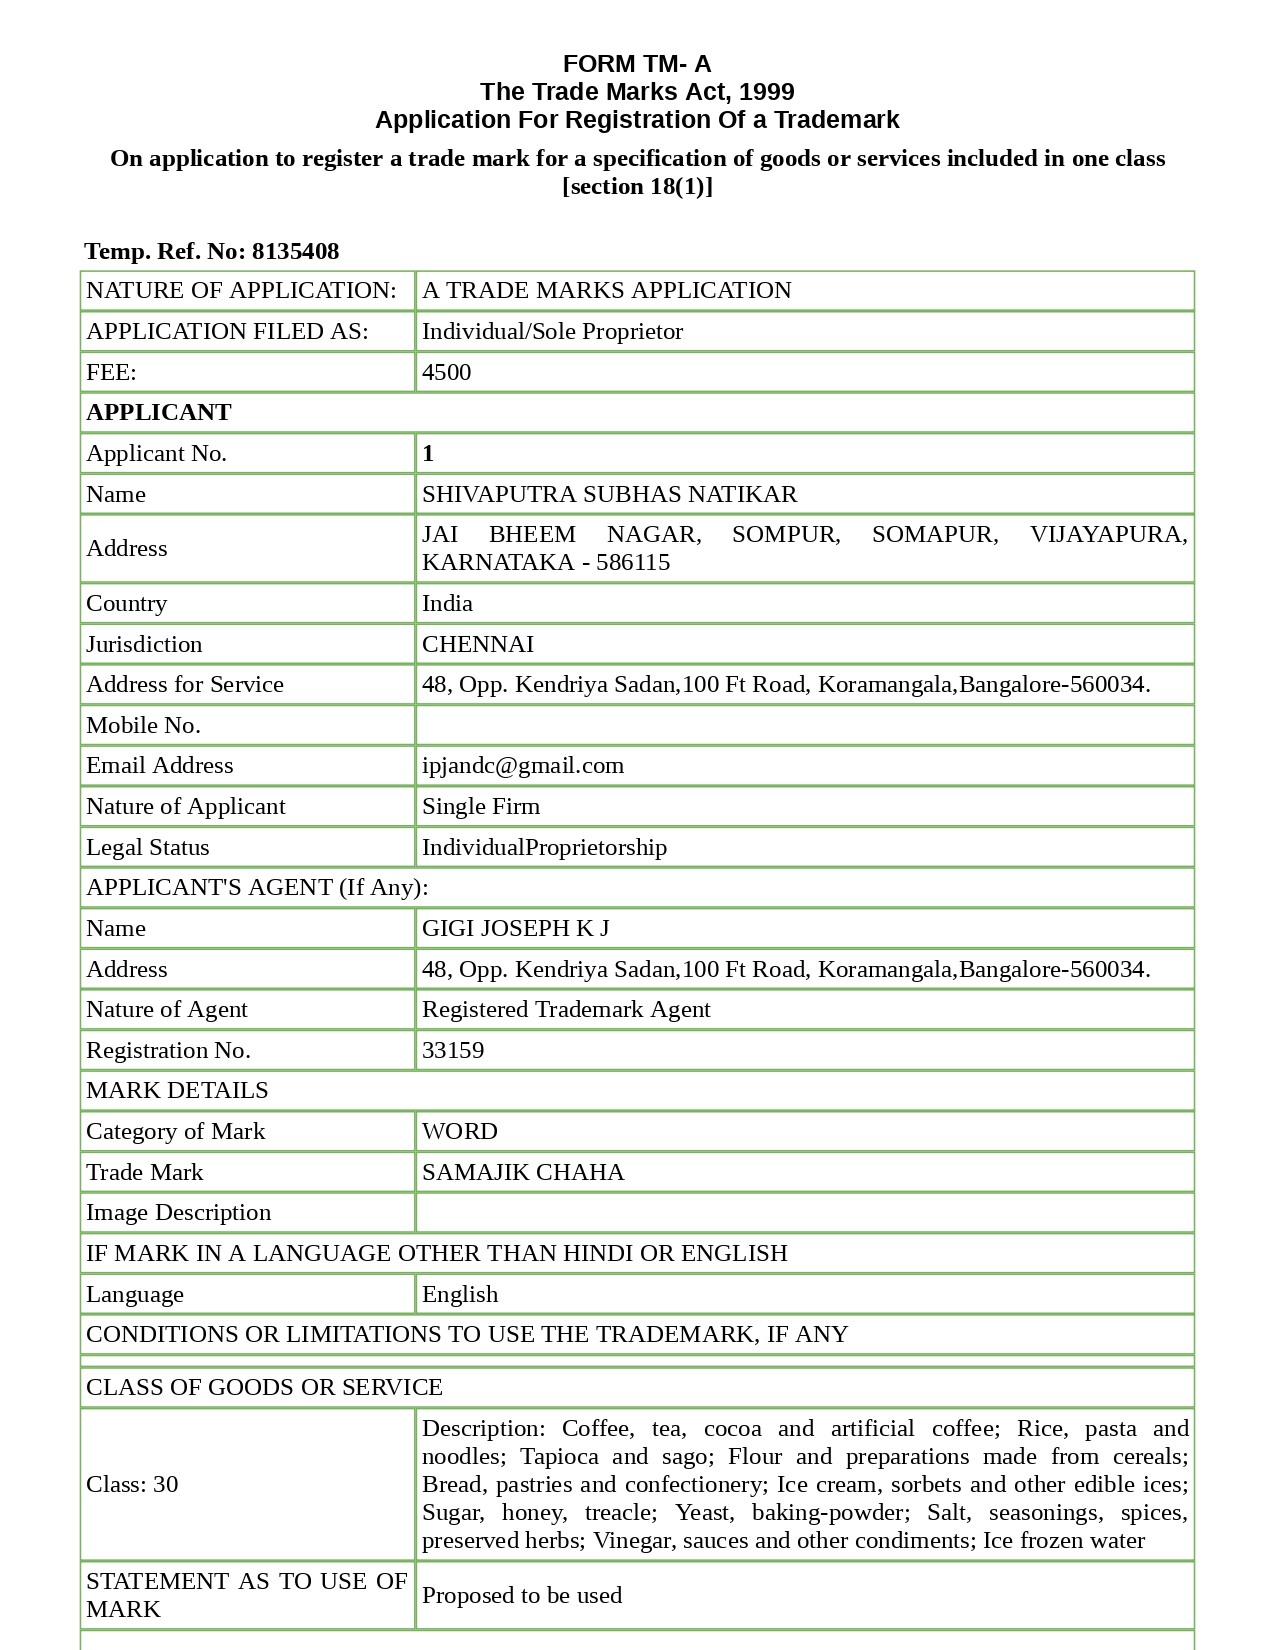 FORM TM- A
The Trade Marks Act, 1999
Application For Registration Of a Trademark
On application to register a trade mark for a specification of goods or services included in one class
[section 18(1)]
Temp. Ref. No: 8135408
NATURE OF APPLICATION: A TRADE MARKS APPLICATION
APPLICATION FILED AS: Individual/Sole Proprietor
FEE: 4500
APPLICANT
Applicant No. 1
Name SHIVAPUTRA SUBHAS NATIKAR
Address JAI BHEEM NAGAR, SOMPUR, SOMAPUR, VIJAYAPURA,
KARNATAKA - 586115
Country India
Jurisdiction CHENNAI
Address for Service 48, Opp. Kendriya Sadan,100 Ft Road, Koramangala,Bangalore-560034.
Mobile No.
Email Address ipjandc@gmail.com
Nature of Applicant Single Firm
Legal Status IndividualProprietorship
APPLICANT'S AGENT (If Any):
Name GIGI JOSEPH K J
Address 48, Opp. Kendriya Sadan,100 Ft Road, Koramangala,Bangalore-560034.
Nature of Agent Registered Trademark Agent
Registration No. 33159
MARK DETAILS
Category of Mark WORD
Trade Mark SAMAJIK CHAHA
Image Description
IF MARK IN A LANGUAGE OTHER THAN HINDI OR ENGLISH
Language English
CONDITIONS OR LIMITATIONS TO USE THE TRADEMARK, IF ANY
CLASS OF GOODS OR SERVICE
Class: 30 Description: Coffee, tea, cocoa and artificial coffee; Rice, pasta and
noodles; Tapioca and sago; Flour and preparations made from cereals;
Bread, pastries and confectionery; Ice cream, sorbets and other edible ices;
Sugar, honey, treacle; Yeast, baking-powder; Salt, seasonings, spices,
preserved herbs; Vinegar, sauces and other condiments; Ice frozen water
STATEMENT AS TO USE OF
MARK Proposed to be used